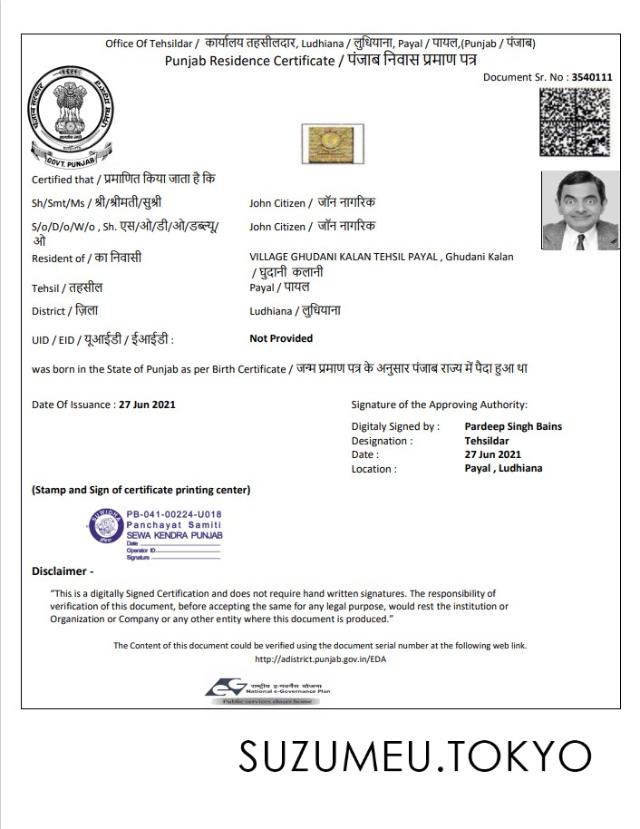 Office Of Tehsildar / कार्यालय तहसीलदार, Ludhiana / लुधियाना, Payal / पायल,(Punjab / पंजाब)
Punjab Residence Certificate / पंजाब निवास प्रमाण पत्र
Document Sr. No : 3540111
GOVT. PUNJAB
Certified that / प्रमाणित किया जाता है कि
Sh/Smt/Ms / श्री/श्रीमती/सुश्री John Citizen / जॉन नागरिक
S/o/D/o/W/o , Sh. एस/ओ/डी/ओ/डब्ल्यू/ John Citizen / जॉन नागरिक
ओ
Resident of / का निवासी VILLAGE GHUDANI KALAN TEHSIL PAYAL , Ghudani Kalan
/ घुदानी कलानी
Tehsil / तहसील Payal / पायल
District / ज़िला Ludhiana / लुधियाना
UID / EID / यूआईडी / ईआईडी : Not Provided
was born in the State of Punjab as per Birth Certificate / जन्म प्रमाण पत्र के अनुसार पंजाब राज्य में पैदा हुआ था
Date Of Issuance : 27 Jun 2021 Signature of the Approving Authority:
Digitaly Signed by : Pardeep Singh Bains
Designation : Tehsildar
Date : 27 Jun 2021
Location : Payal , Ludhiana
(Stamp and Sign of certificate printing center)
PB-041-00224-U018
Panchayat Samiti
SEWA KENDRA PUNJAB
Date
Operator ID
Signature
Disclaimer -
"This is a digitally Signed Certification and does not require hand written signatures. The responsibility of
verification of this document, before accepting the same for any legal purpose, would rest the institution or
Organization or Company or any other entity where this document is produced."
The Content of this document could be verified using the document serial number at the following web link.
http://adistrict.punjab.gov.in/EDA
राष्ट्रीय ई-गवर्नेंस योजना
National e-Governance Plan
Public services closer home
SUZUMEU.TOKYO